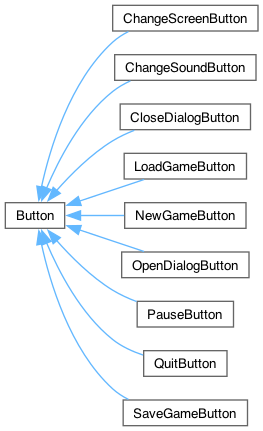 ChangeScreenButton
ChangeSoundButton
CloseDialogButton
LoadGameButton
Button
NewGameButton
OpenDialogButton
PauseButton
QuitButton
SaveGameButton